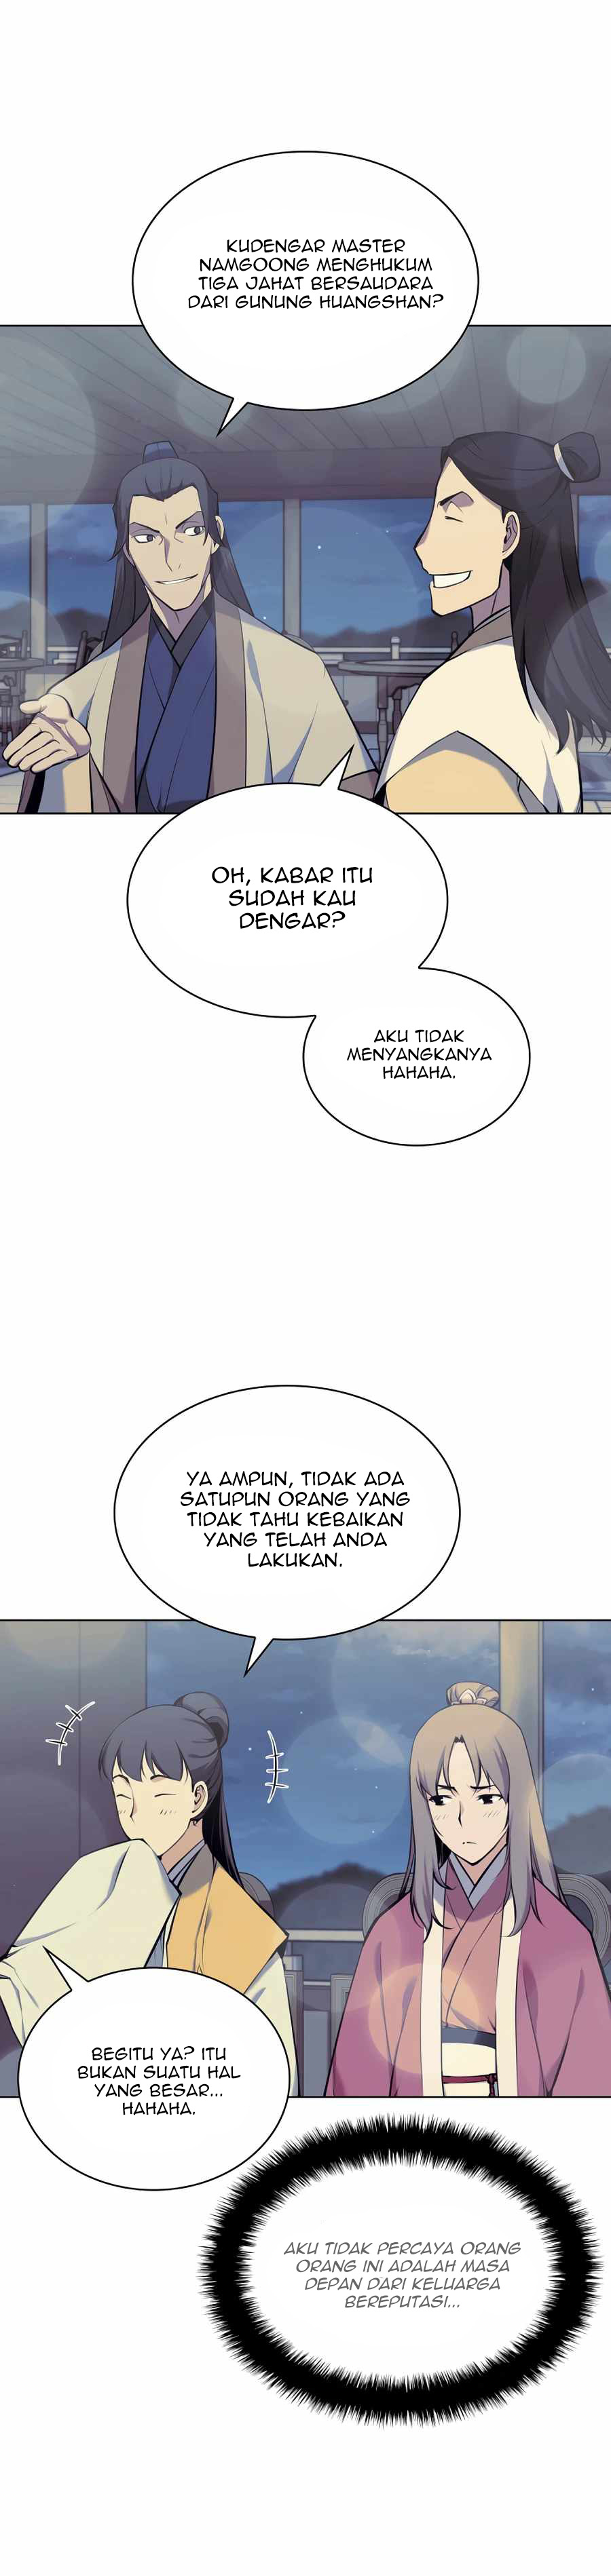 KUDENGAR MASTER
NAMGOONG MENGHUKUM
TIGA JAHAT BERSAUDARA
DARI GUNUNG HUANGSHAN?
OH, KABAR ITU
SUDAH KAU
DENGAR?
AKU TIDAK
MENYANGKANYA
HAHAHA.
YA AMPUN, TIDAK ADA
SATUPUN ORANG YANG
TIDAK TAHU KEBAIKAN
YANG TELAH ANDA
LAKUKAN.
BEGITU YA? ITU
BUKAN SUATU HAL
YANG BESAR...
HAHAHA.
AKU TIDAK PERCAYA ORANG
ORANG INI ADALAH MASA
DEPAN DARI KELUARGA
BEREPUTASI...